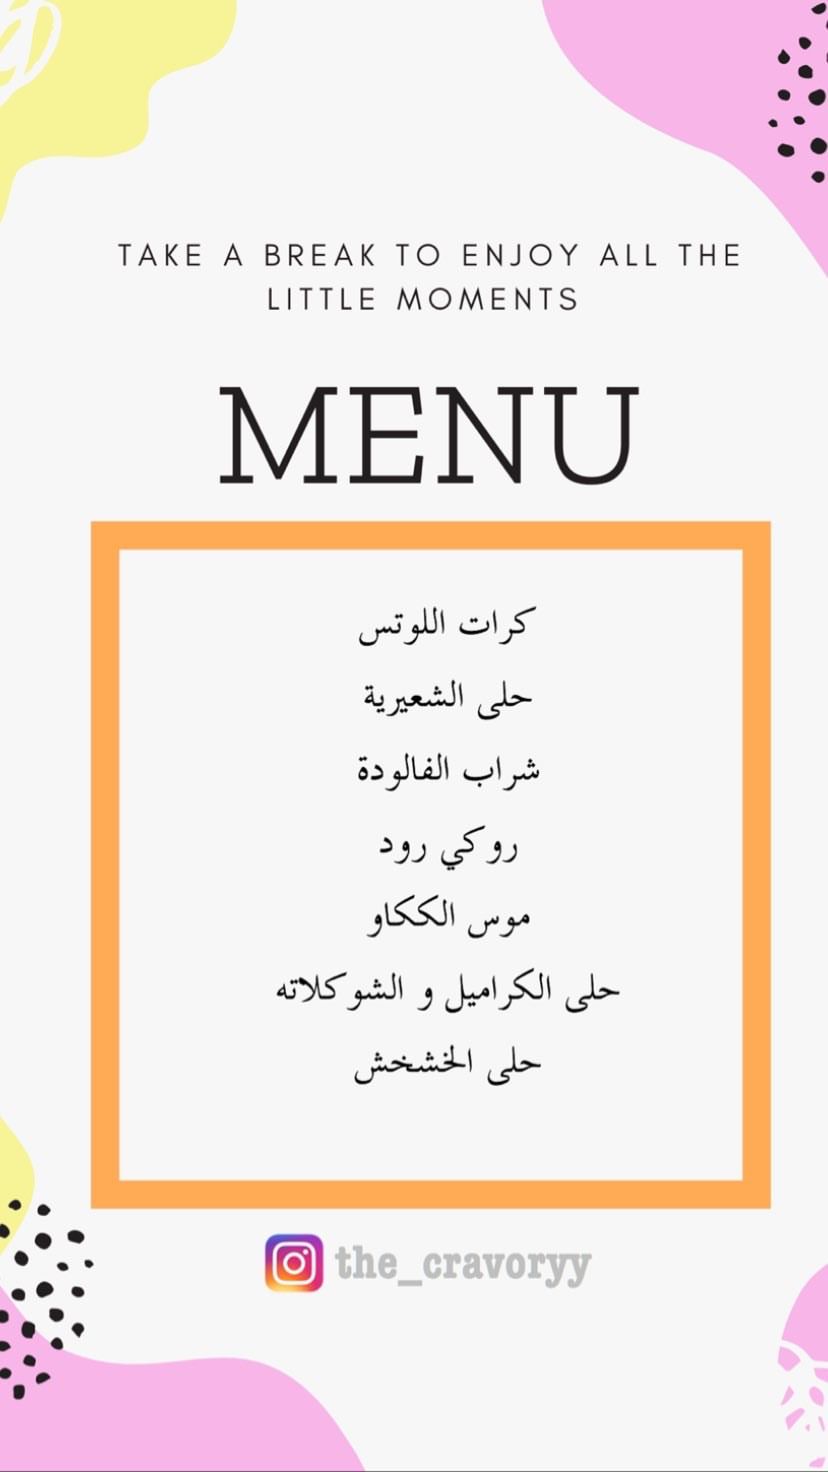 TAKE A BREAK TO ENJOY ALL THE
LITTLE MOMENTS
MENU
كرات اللوتس
حلى الشعيرية
شراب الفالودة
روكي رود
موس الككاو
حلى الكراميل و الشوكلاته
حلى الخشخش
the_cravoryy